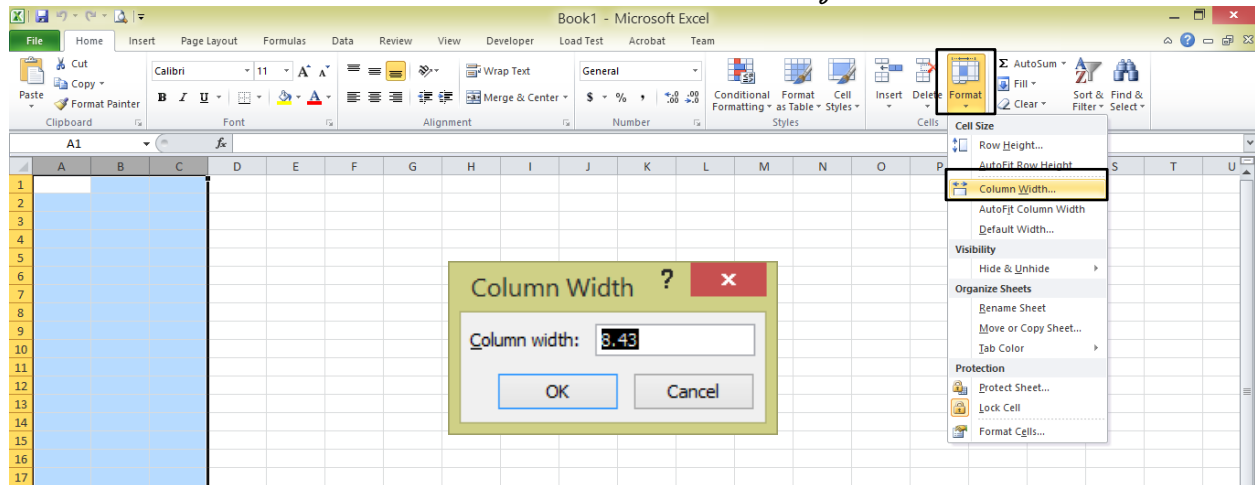 Book1 - Microsoft Excel
File Home Insert Page Layout Formulas Data Review View Developer Load Test Acrobat Team
Paste
Cut
Copy
Format Painter
Clipboard
Calibri 11 A A
B I U A
Font
Wrap Text
Merge & Center
Alignment
General
$ % , .0 .00 .00 .0
Number
Conditional Formatting
Format as Table
Cell Styles
Styles
Insert Delete Format
Cells
Σ AutoSum
Fill
Clear
Sort & Filter
Find & Select
A1 fx
A B C D E F G H I J K L M N O P S T U
1
2
3
4
5
6
7
8
9
10
11
12
13
14
15
16
17
Cell Size
Row Height...
AutoFit Row Height
Column Width...
AutoFit Column Width
Default Width...
Visibility
Hide & Unhide
Organize Sheets
Rename Sheet
Move or Copy Sheet...
Tab Color
Protection
Protect Sheet...
Lock Cell
Format Cells...
Column Width ? x
Column width: 8.43
OK Cancel